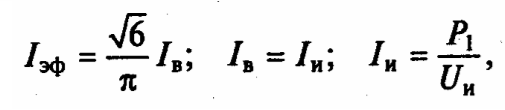 I_эф = √6/π I_в; I_в = I_и; I_и = P_1/U_и,